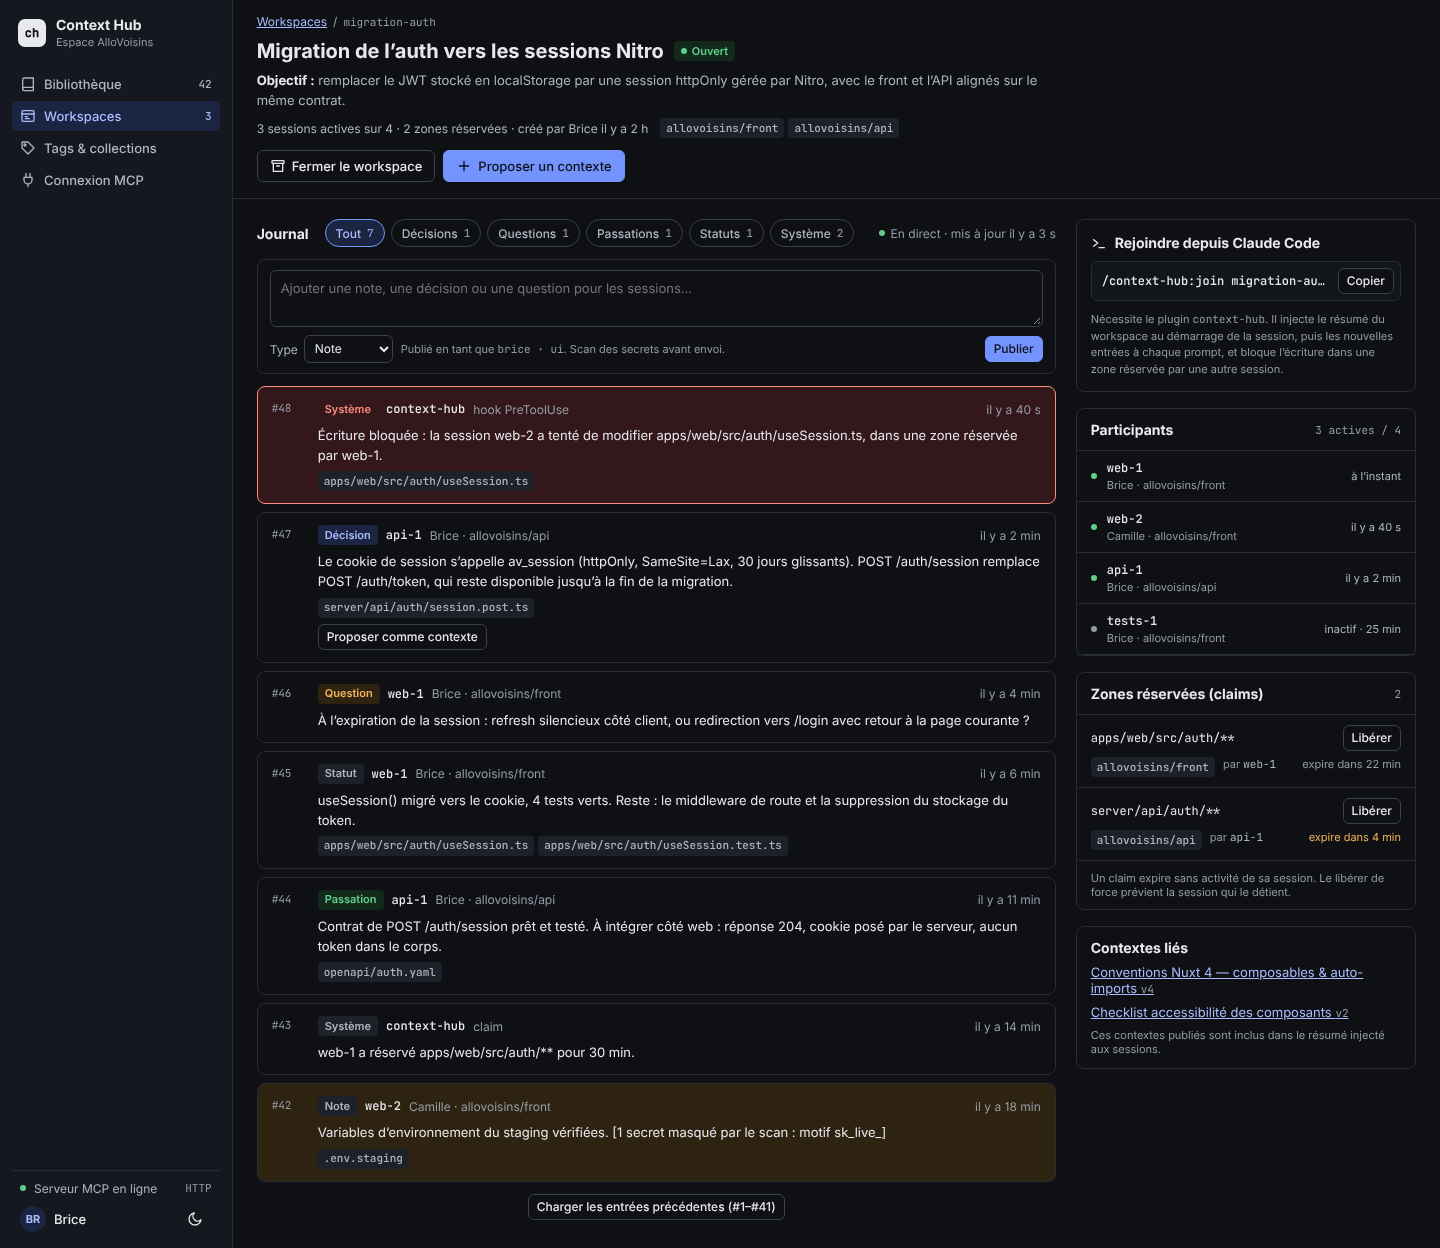 ch
Context Hub
Espace AlloVoisins
Bibliothèque 42
Workspaces 3
Tags & collections
Connexion MCP
Serveur MCP en ligne HTTP
BR Brice
Workspaces / migration-auth
Migration de l’auth vers les sessions Nitro Ouvert
Objectif : remplacer le JWT stocké en localStorage par une session httpOnly gérée par Nitro, avec le front et l’API alignés sur le
même contrat.
3 sessions actives sur 4 · 2 zones réservées · créé par Brice il y a 2 h allovoisins/front allovoisins/api
Fermer le workspace
Proposer un contexte
Journal Tout 7 Décisions 1 Questions 1 Passations 1 Statuts 1 Système 2 En direct · mis à jour il y a 3 s
Ajouter une note, une décision ou une question pour les sessions…
Type Note Publié en tant que brice · ui. Scan des secrets avant envoi. Publier
#48 Système context-hub hook PreToolUse il y a 40 s
Écriture bloquée : la session web-2 a tenté de modifier apps/web/src/auth/useSession.ts, dans une zone réservée
par web-1.
apps/web/src/auth/useSession.ts
#47 Décision api-1 Brice · allovoisins/api il y a 2 min
Le cookie de session s’appelle av_session (httpOnly, SameSite=Lax, 30 jours glissants). POST /auth/session remplace
POST /auth/token, qui reste disponible jusqu’à la fin de la migration.
server/api/auth/session.post.ts
Proposer comme contexte
#46 Question web-1 Brice · allovoisins/front il y a 4 min
À l’expiration de la session : refresh silencieux côté client, ou redirection vers /login avec retour à la page courante ?
#45 Statut web-1 Brice · allovoisins/front il y a 6 min
useSession() migré vers le cookie, 4 tests verts. Reste : le middleware de route et la suppression du stockage du
token.
apps/web/src/auth/useSession.ts apps/web/src/auth/useSession.test.ts
#44 Passation api-1 Brice · allovoisins/api il y a 11 min
Contrat de POST /auth/session prêt et testé. À intégrer côté web : réponse 204, cookie posé par le serveur, aucun
token dans le corps.
openapi/auth.yaml
#43 Système context-hub claim il y a 14 min
web-1 a réservé apps/web/src/auth/** pour 30 min.
#42 Note web-2 Camille · allovoisins/front il y a 18 min
Variables d’environnement du staging vérifiées. [1 secret masqué par le scan : motif sk_live_]
.env.staging
Charger les entrées précédentes (#1–#41)
Rejoindre depuis Claude Code
/context-hub:join migration-au… Copier
Nécessite le plugin context-hub. Il injecte le résumé du
workspace au démarrage de la session, puis les nouvelles
entrées à chaque prompt, et bloque l’écriture dans une
zone réservée par une autre session.
Participants 3 actives / 4
web-1
Brice · allovoisins/front à l’instant
web-2
Camille · allovoisins/front il y a 40 s
api-1
Brice · allovoisins/api il y a 2 min
tests-1
Brice · allovoisins/front inactif · 25 min
Zones réservées (claims) 2
apps/web/src/auth/** Libérer
allovoisins/front par web-1 expire dans 22 min
server/api/auth/** Libérer
allovoisins/api par api-1 expire dans 4 min
Un claim expire sans activité de sa session. Le libérer de
force prévient la session qui le détient.
Contextes liés
Conventions Nuxt 4 — composables & auto-
imports v4
Checklist accessibilité des composants v2
Ces contextes publiés sont inclus dans le résumé injecté
aux sessions.